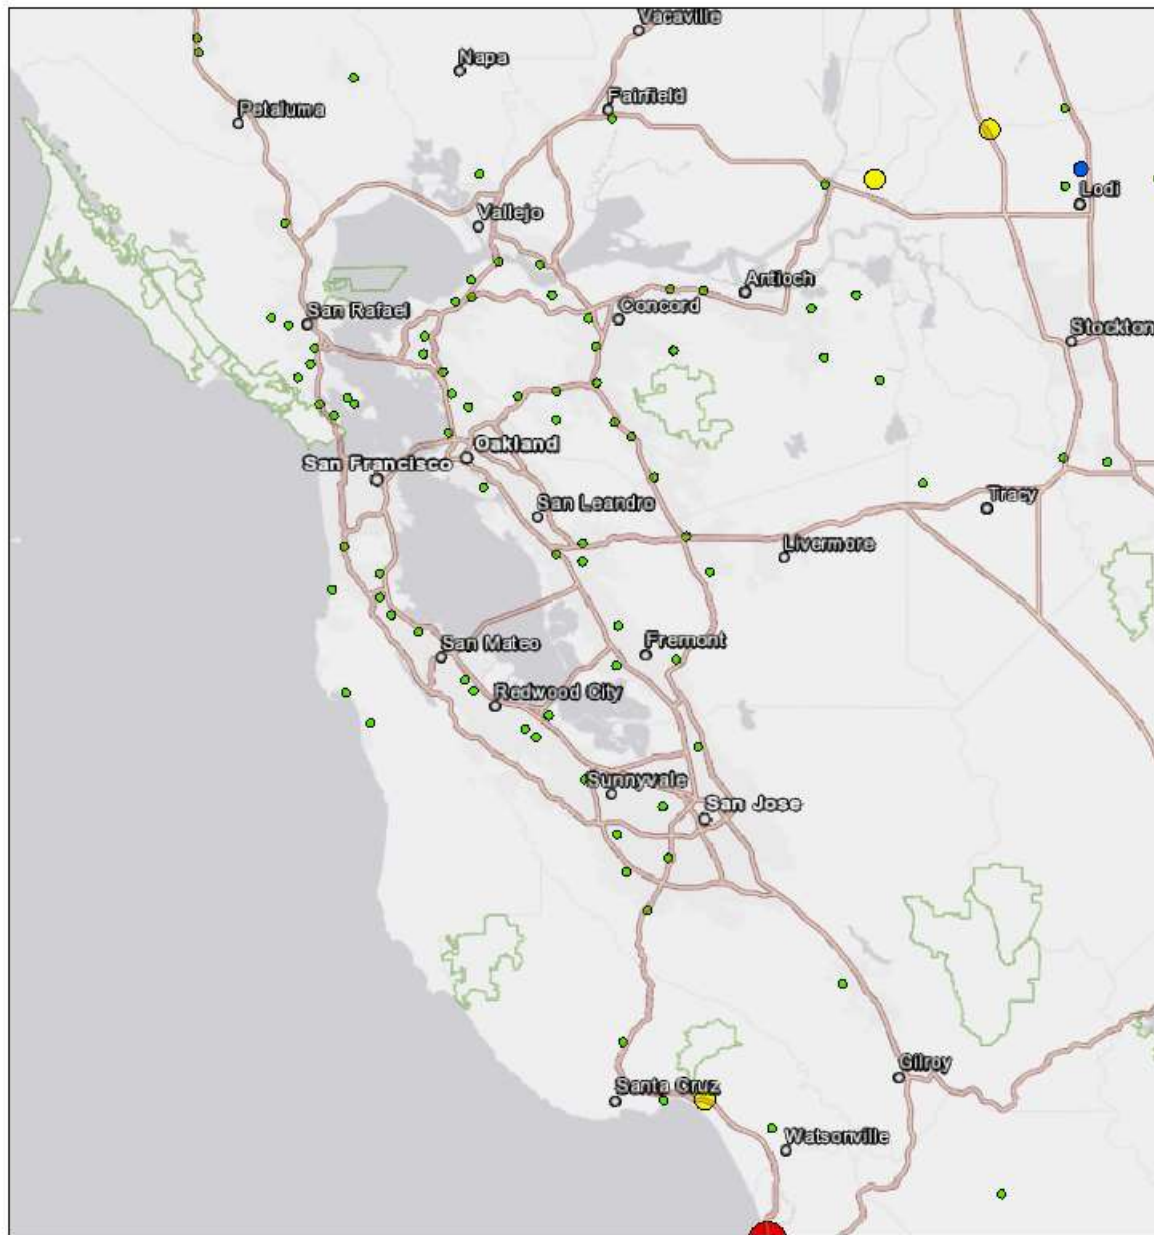 Vacaville
Napa
Fairfield
Petaluma
Lodi
Vallejo
Antioch
Concord
San Rafael
Stockton
Oakland
San Francisco
San Leandro
Tracy
Livermore
Fremont
San Mateo
Redwood City
Sunnyvale
San Jose
Gilroy
Santa Cruz
Watsonville